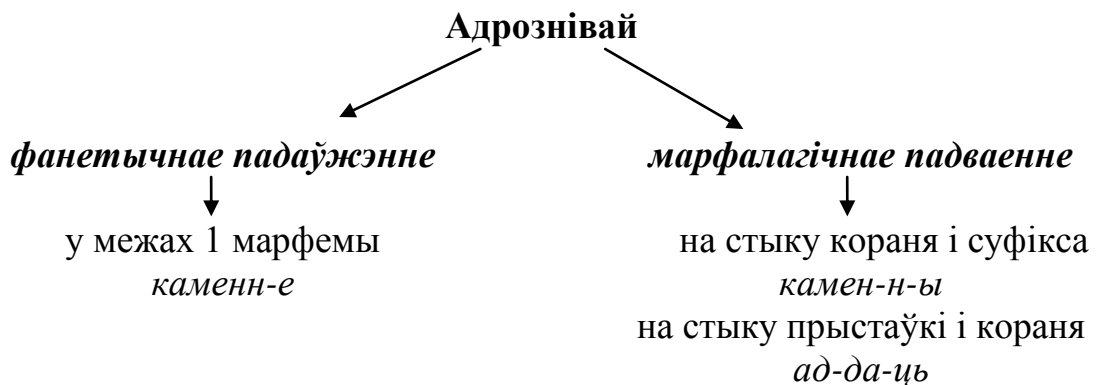 Адрознівай
фанетычнае падаўжэнне
у межах 1 марфемы
каменн-е
марфалагічнае падваенне
на стыку кораня і суфікса
камен-н-ы
на стыку прыстаўкі і кораня
ад-да-ць